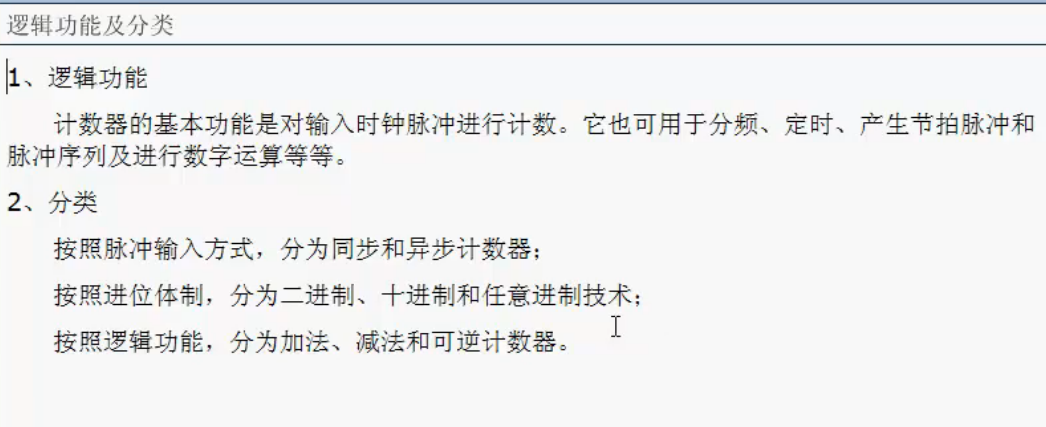 逻辑功能及分类
1、逻辑功能
计数器的基本功能是对输入时钟脉冲进行计数。它也可用于分频、定时、产生节拍脉冲和
脉冲序列及进行数字运算等等。
2、分类
按照脉冲输入方式，分为同步和异步计数器；
按照进位体制，分为二进制、十进制和任意进制技术；
按照逻辑功能，分为加法、减法和可逆计数器。